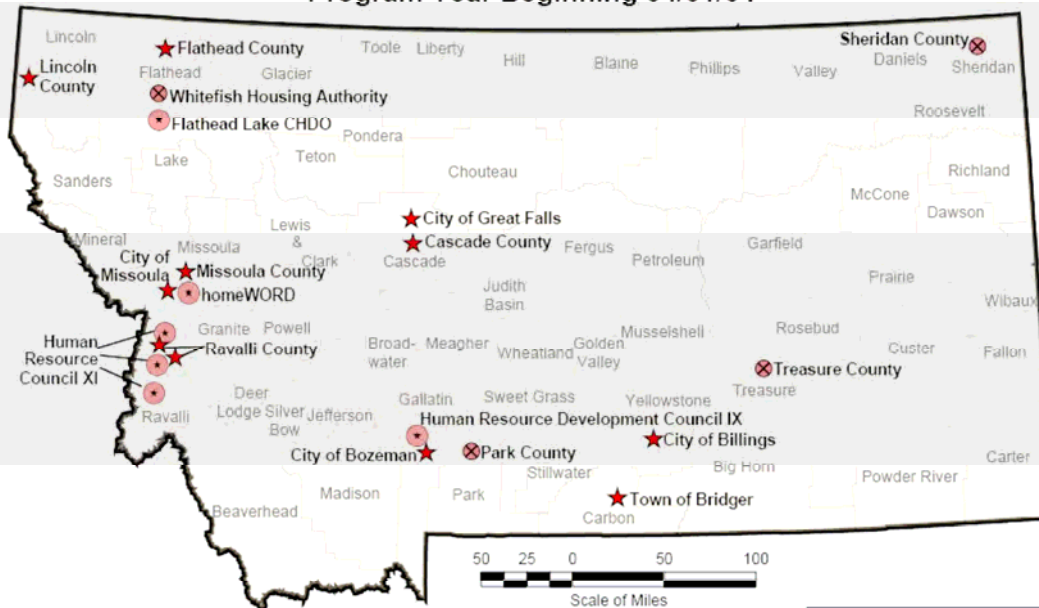 Lincoln
Flathead County
Toole
Liberty
Hill
Blaine
Phillips
Valley
Sheridan County
Daniels
Sheridan
Lincoln
County
Flathead
Glacier
Whitefish Housing Authority
Flathead Lake CHDO
Roosevelt
Pondera
Lake
Teton
Chouteau
Sanders
Richland
McCone
Dawson
City of Great Falls
Cascade County
Lewis
&
Clark
Mineral
Missoula
Cascade
Fergus
Petroleum
Garfield
Prairie
Wibaux
City of
Missoula
Missoula County
homeWORD
Judith
Basin
Human
Resource
Council XI
Granite
Powell
Ravalli County
Broad-
water
Meagher
Wheatland
Golden
Valley
Musselshell
Rosebud
Custer
Fallon
Treasure County
Treasure
Ravalli
Deer
Lodge
Silver
Bow
Jefferson
Gallatin
Sweet Grass
Yellowstone
Human Resource Development Council IX
City of Bozeman
Park County
City of Billings
Stillwater
Big Horn
Carter
Powder River
Madison
Park
Town of Bridger
Carbon
Beaverhead
50 25 0 50 100
Scale of Miles